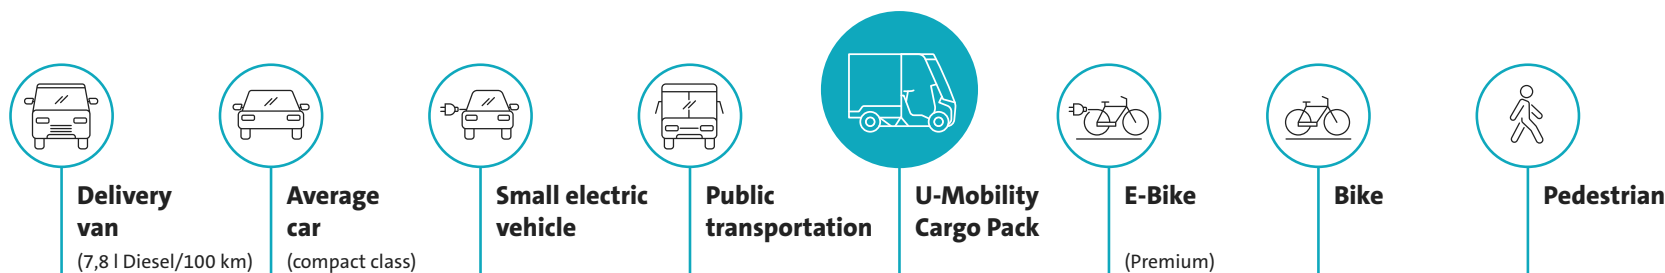 Delivery
van
(7,8 l Diesel/100 km)
Average
car
(compact class)
Small electric
vehicle
Public
transportation
U-Mobility
Cargo Pack
E-Bike
(Premium)
Bike
Pedestrian